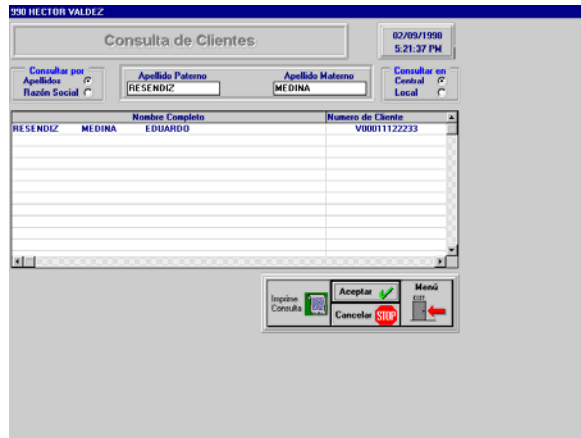 990 HECTOR VALDEZ
Consulta de Clientes
02/09/1998
5:21:37 PM
Consultar por
Apellidos
Razón Social
Apellido Paterno
RESENDIZ
Apellido Materno
MEDINA
Consultar en
Central
Local
Nombre Completo Numero de Cliente
RESENDIZ MEDINA EDUARDO V00011122233
Imprime
Consulta
Aceptar
Cancelar STOP
Menú
EXIT